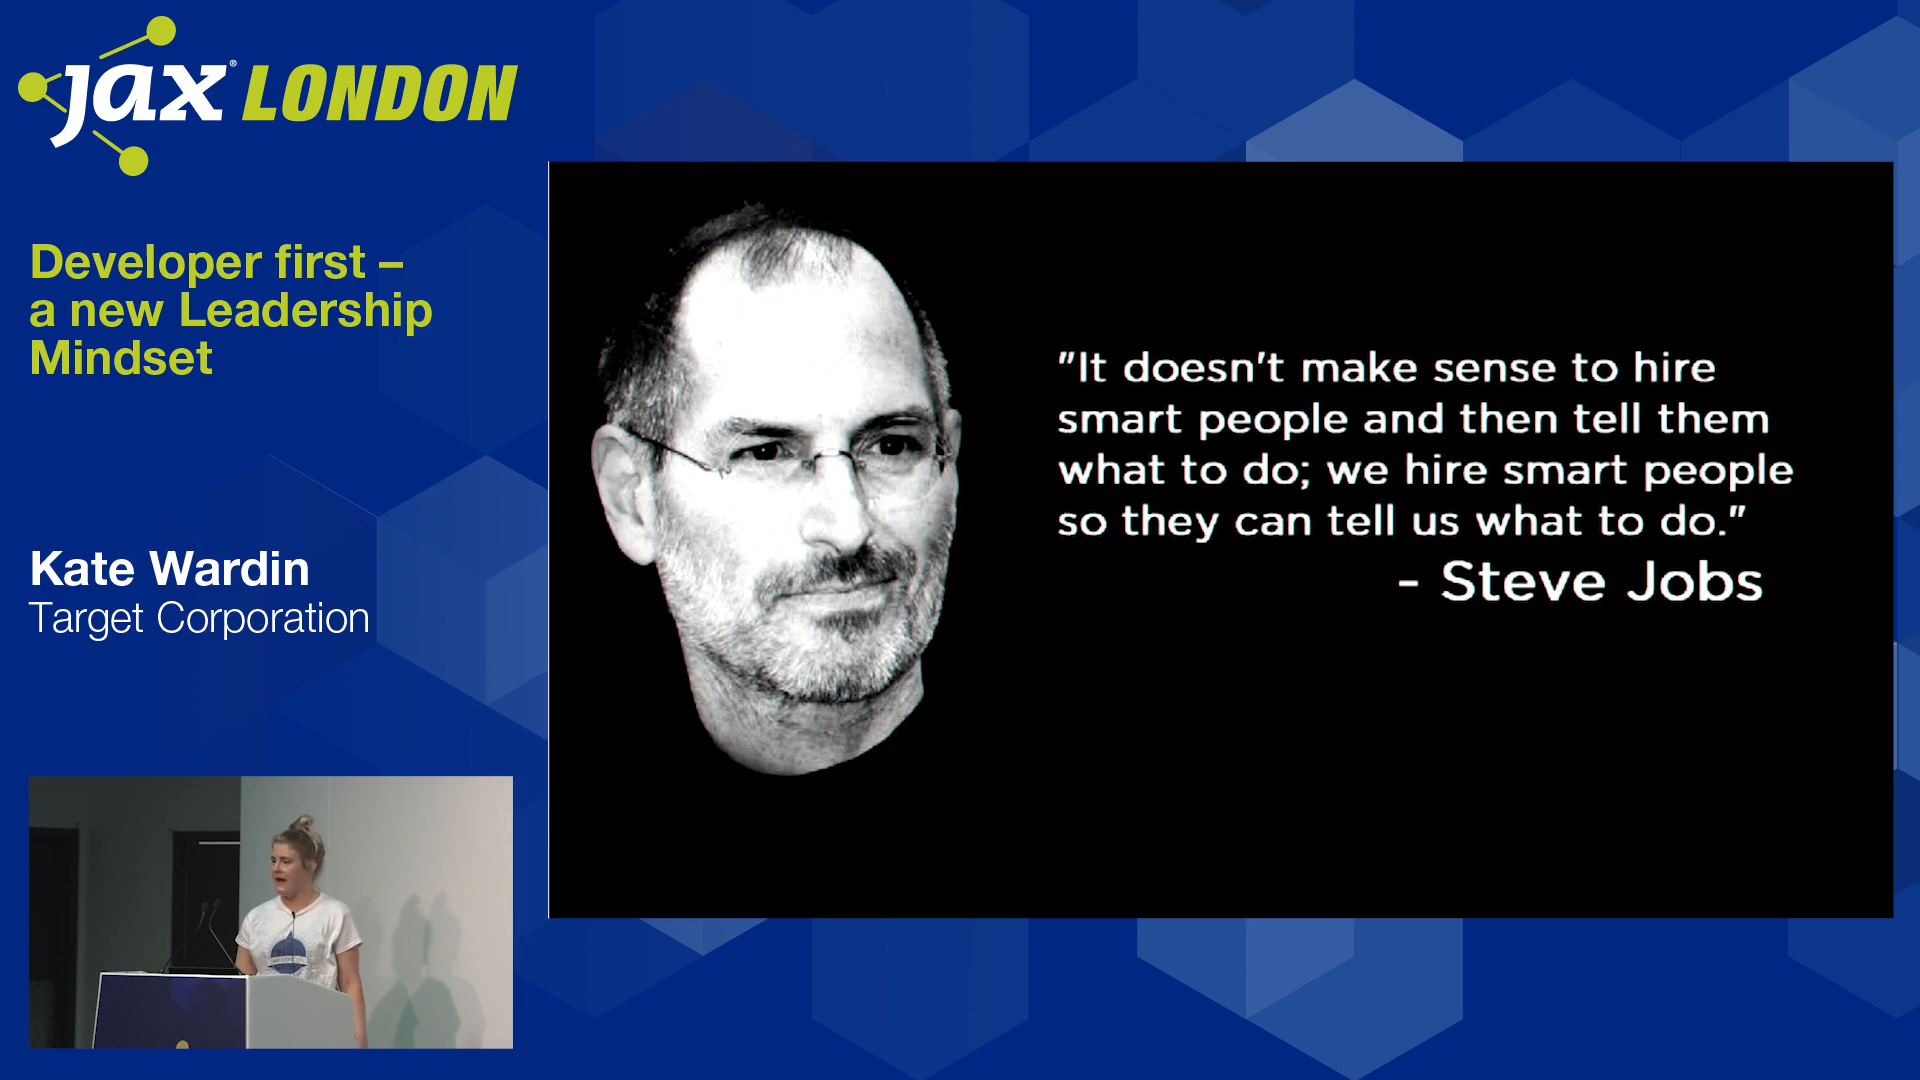 jax® LONDON
Developer first –
a new Leadership
Mindset
Kate Wardin
Target Corporation
"It doesn't make sense to hire
smart people and then tell them
what to do; we hire smart people
so they can tell us what to do."
- Steve Jobs